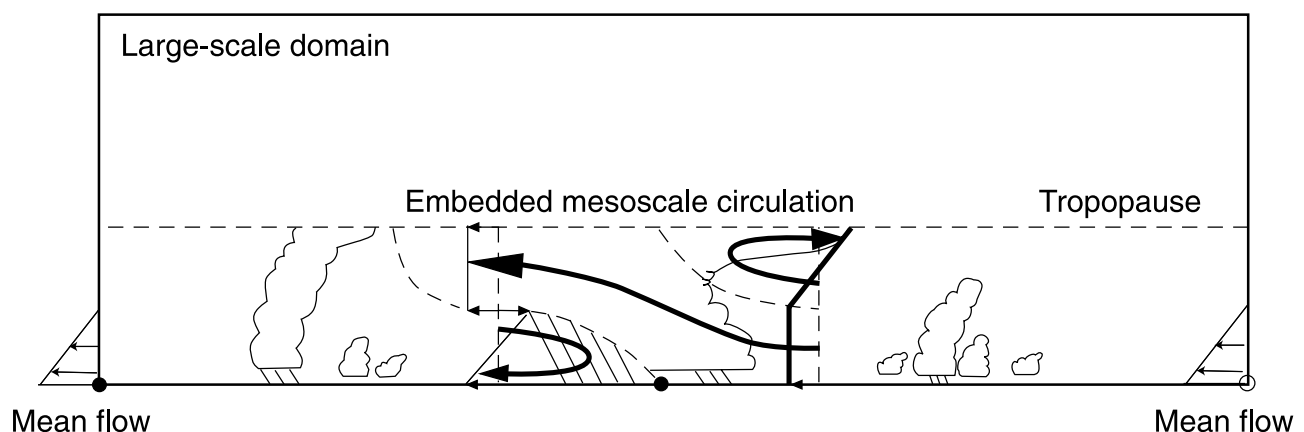 Large-scale domain
Embedded mesoscale circulation
Tropopause
Mean flow
Mean flow